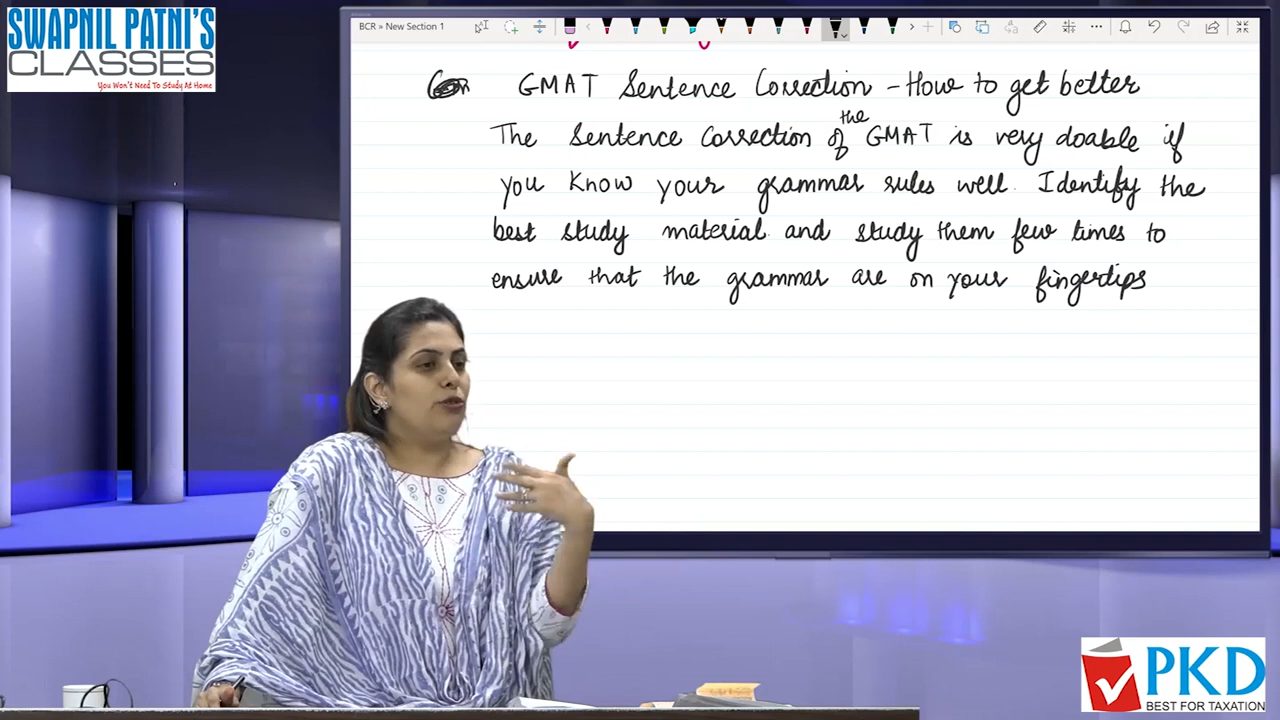 SWAPNIL PATNI'S
CLASSES
You Won't Need To Study At Home
BCR > New Section 1
GMAT Sentence Correction - How to get better
The Sentence Correction of the GMAT is very doable if
you know your grammar rules well. Identify the
best study material and study them few times to
ensure that the grammar are on your fingertips
PKD
BEST FOR TAXATION